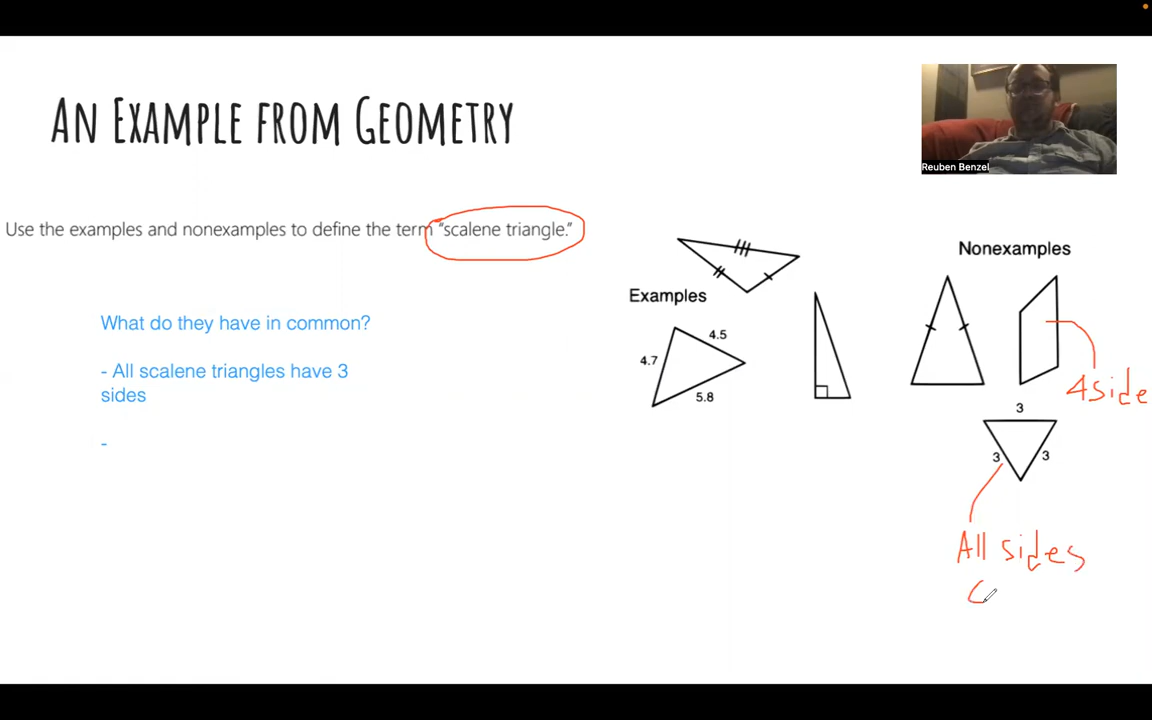 An Example from Geometry
Reuben Benzel
Use the examples and nonexamples to define the term "scalene triangle."
What do they have in common?
- All scalene triangles have 3
sides
-
Examples
4.7
4.5
5.8
Nonexamples
4side
3
3
3
All sides